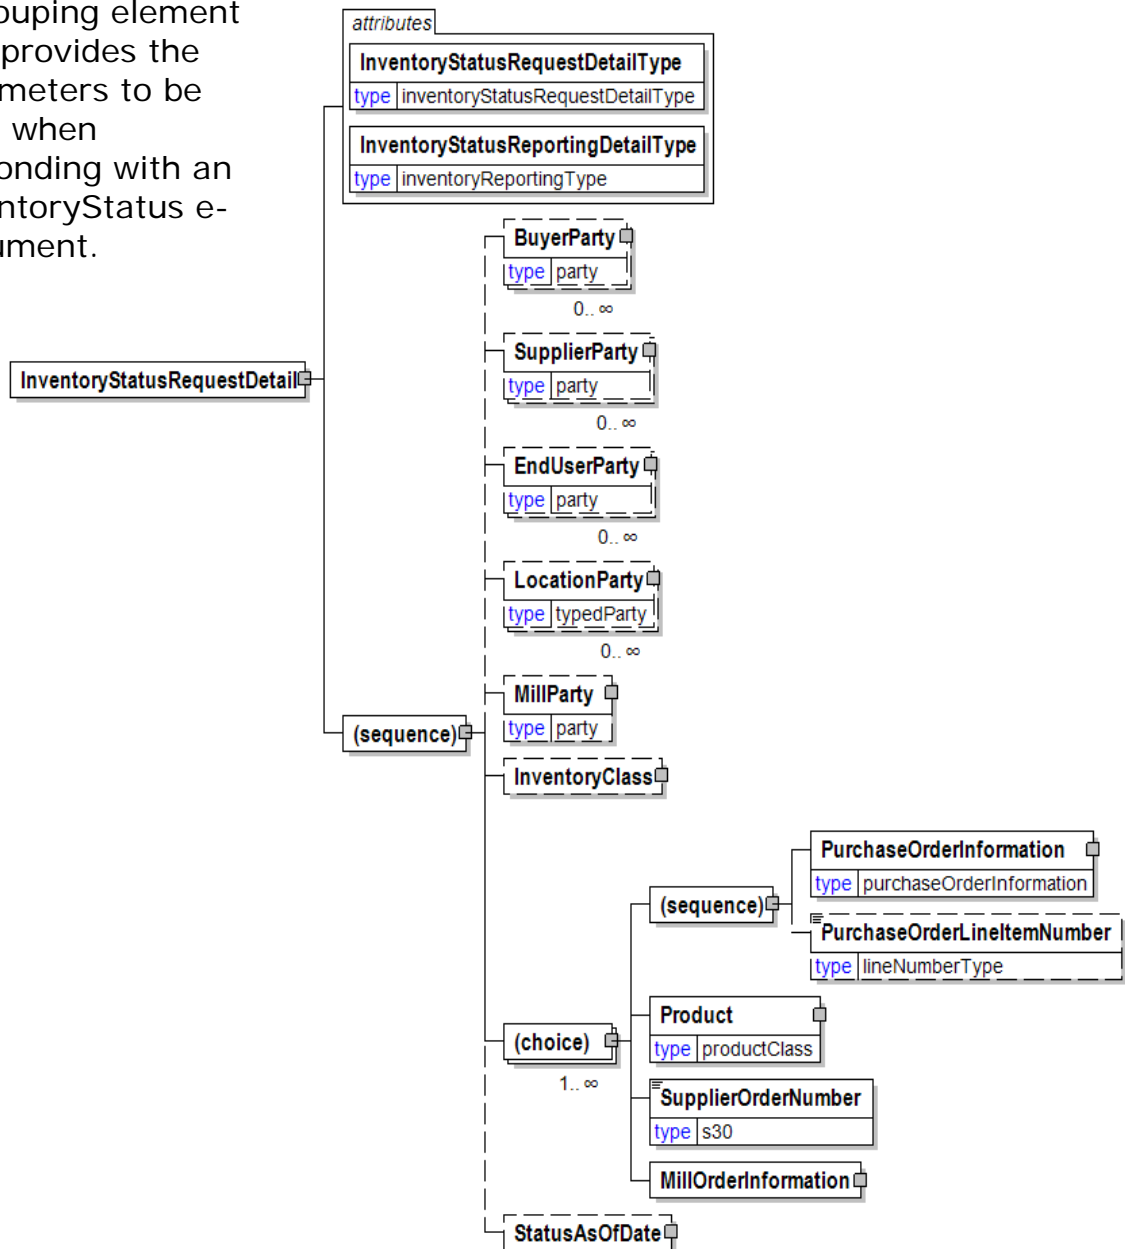 ouping element
provides the
meters to be
when
onding with an
ntoryStatus e-
ument.
attributes
InventoryStatusRequestDetailType
type inventoryStatusRequestDetailType
InventoryStatusReportingDetailType
type inventoryReportingType
InventoryStatusRequestDetail
(sequence)
BuyerParty
type party
0.. ∞
SupplierParty
type party
0.. ∞
EndUserParty
type party
0.. ∞
LocationParty
type typedParty
0.. ∞
MillParty
type party
InventoryClass
(choice)
1.. ∞
(sequence)
PurchaseOrderInformation
type purchaseOrderInformation
PurchaseOrderLineItemNumber
type lineNumberType
Product
type productClass
SupplierOrderNumber
type s30
MillOrderInformation
StatusAsOfDate